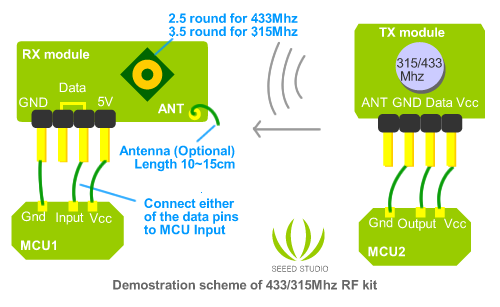 2.5 round for 433Mhz
3.5 round for 315Mhz
RX module
Data
GND
5V
ANT
Antenna (Optional)
Length 10~15cm
Connect either
of the data pins
to MCU Input
Gnd Input Vcc
MCU1
TX module
315/433
Mhz
ANT GND Data Vcc
Gnd Output Vcc
MCU2
SEEED STUDIO
Demostration scheme of 433/315Mhz RF kit